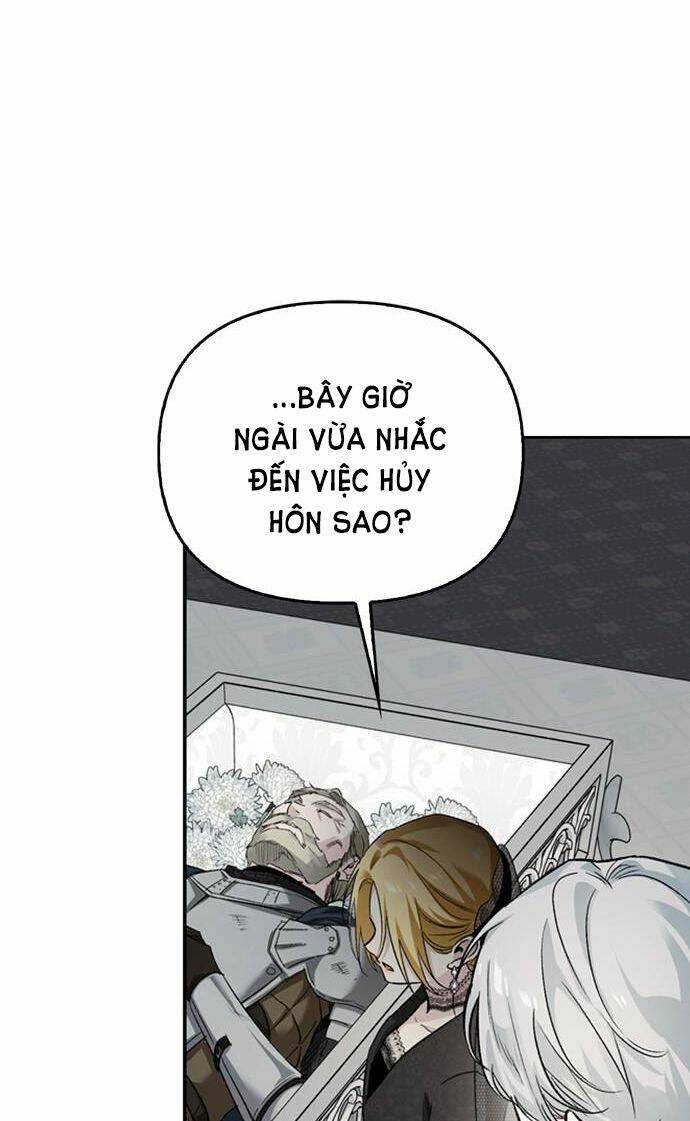 ...BÂY GIỜ
NGÀI VỪA NHẮC
ĐẾN VIỆC HỦY
HÔN SAO?